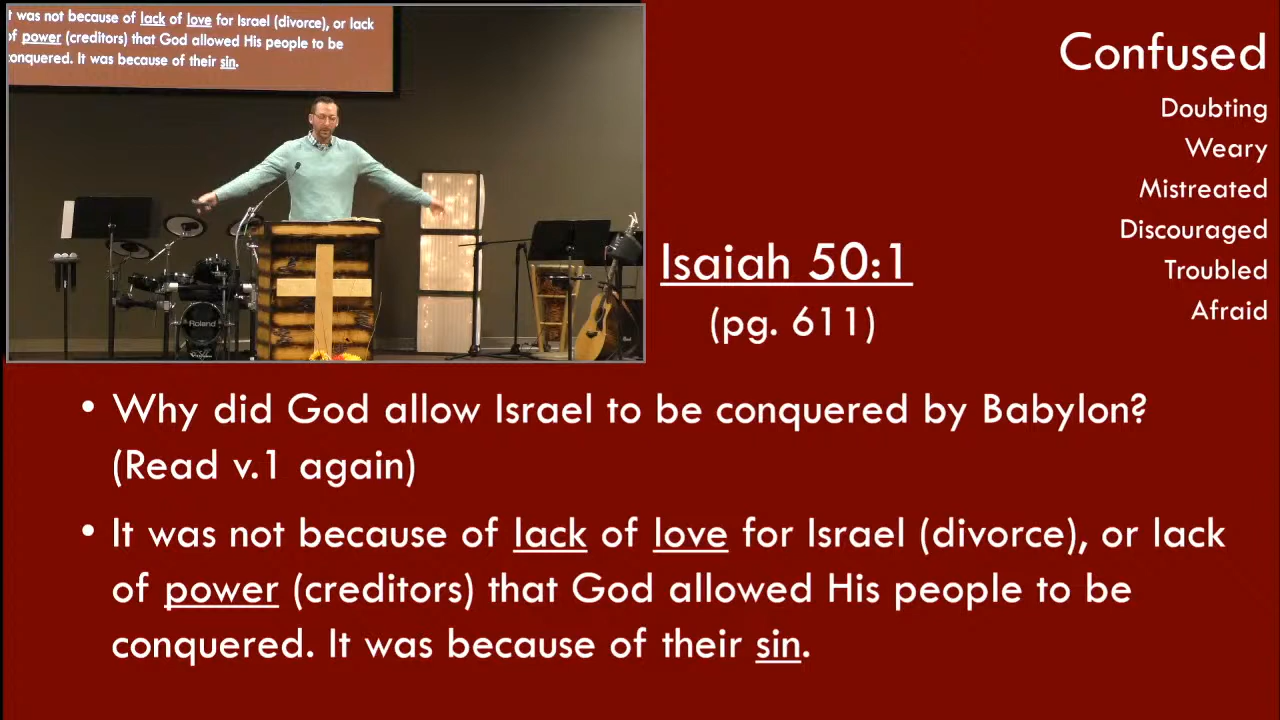 t was not because of lack of love for Israel (divorce), or lack
of power (creditors) that God allowed His people to be
conquered. It was because of their sin.
Roland
Confused
Doubting
Weary
Mistreated
Discouraged
Troubled
Afraid
Isaiah 50:1
(pg. 611)
• Why did God allow Israel to be conquered by Babylon?
(Read v.1 again)
• It was not because of lack of love for Israel (divorce), or lack
of power (creditors) that God allowed His people to be
conquered. It was because of their sin.